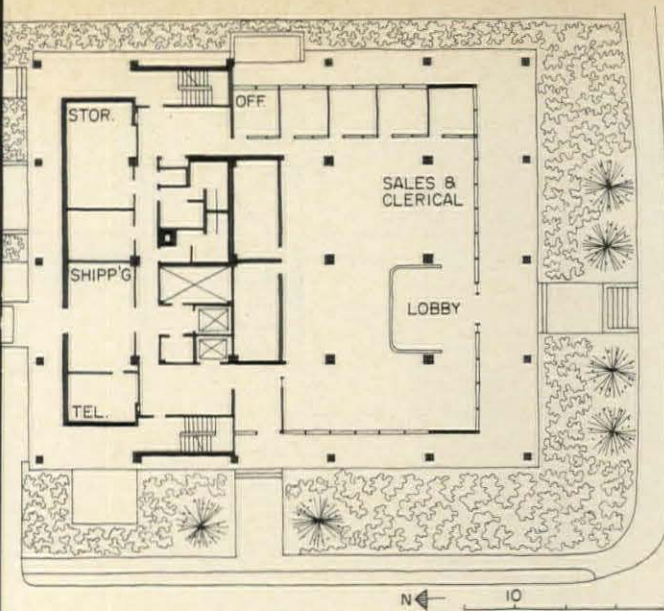 STOR.
OFF.
SALES &
CLERICAL
SHIPP'G
LOBBY
TEL.
N
10